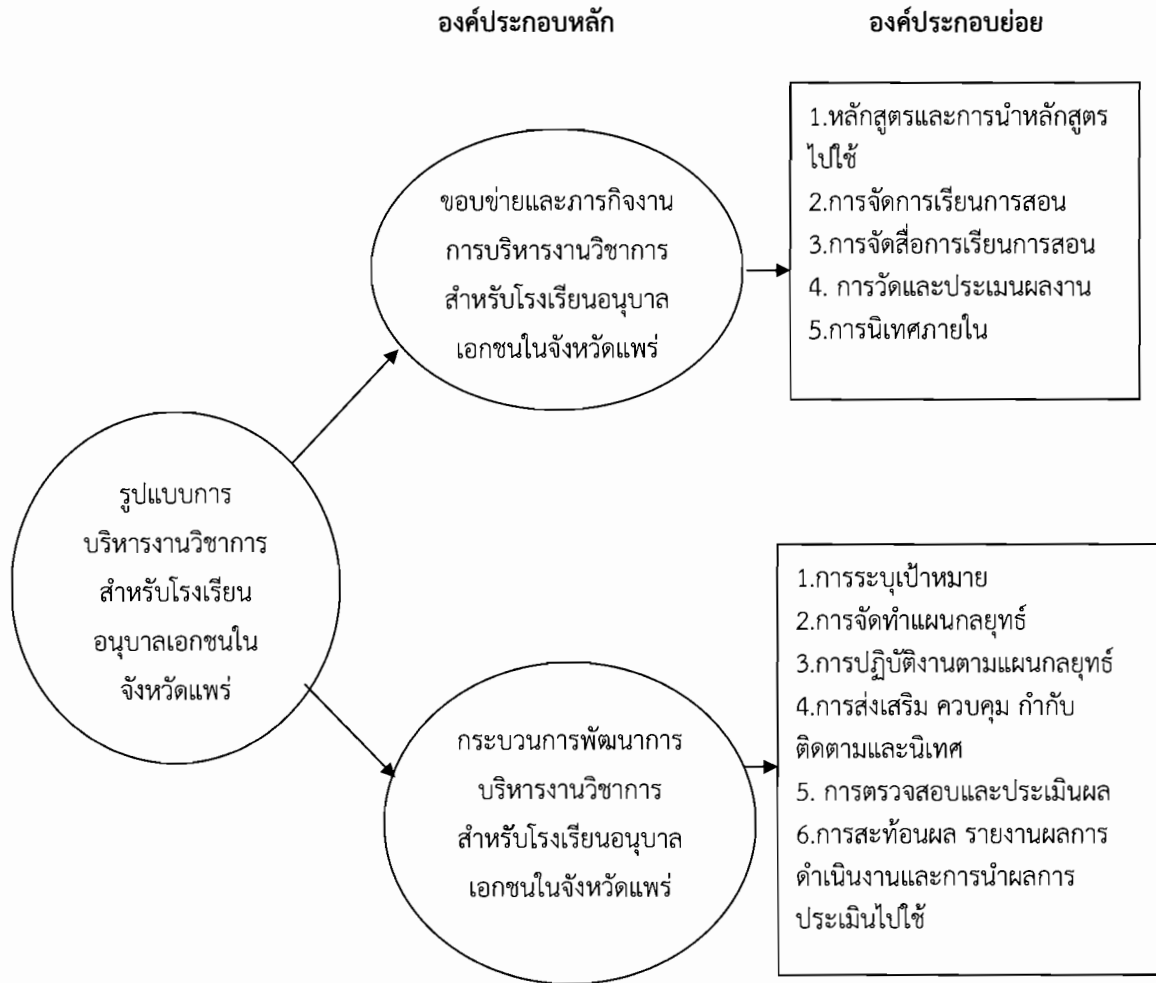 องค์ประกอบหลัก
องค์ประกอบย่อย
ขอบข่ายและภารกิจงาน
การบริหารงานวิชาการ
สำหรับโรงเรียนอนุบาล
เอกชนในจังหวัดแพร่
1.หลักสูตรและการนำหลักสูตร
ไปใช้
2.การจัดการเรียนการสอน
3.การจัดสื่อการเรียนการสอน
4. การวัดและประเมนผลงาน
5.การนิเทศภายใน
รูปแบบการ
บริหารงานวิชาการ
สำหรับโรงเรียน
อนุบาลเอกชนใน
จังหวัดแพร่
กระบวนการพัฒนาการ
บริหารงานวิชาการ
สำหรับโรงเรียนอนุบาล
เอกชนในจังหวัดแพร่
1.การระบุเป้าหมาย
2.การจัดทำแผนกลยุทธ์
3.การปฏิบัติงานตามแผนกลยุทธ์
4.การส่งเสริม ควบคุม กำกับ
ติดตามและนิเทศ
5. การตรวจสอบและประเมินผล
6.การสะท้อนผล รายงานผลการ
ดำเนินงานและการนำผลการ
ประเมินไปใช้